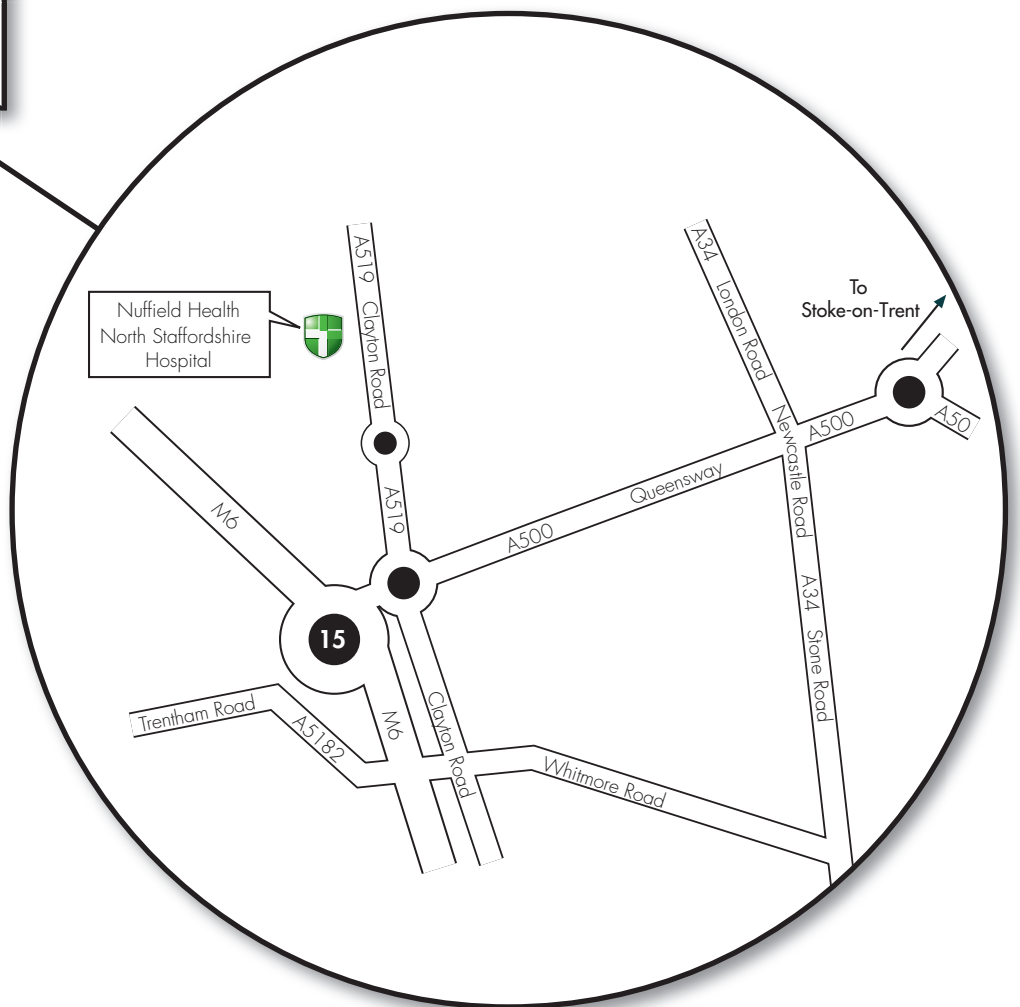 A519
Clayton Road
A34
London Road
To
Stoke-on-Trent
Nuffield Health
North Staffordshire
Hospital
A50
A500
Newcastle Road
Queensway
A519
M6
A500
A34
15
Stone Road
Trentham Road
A5182
M6
Clayton Road
Whitmore Road